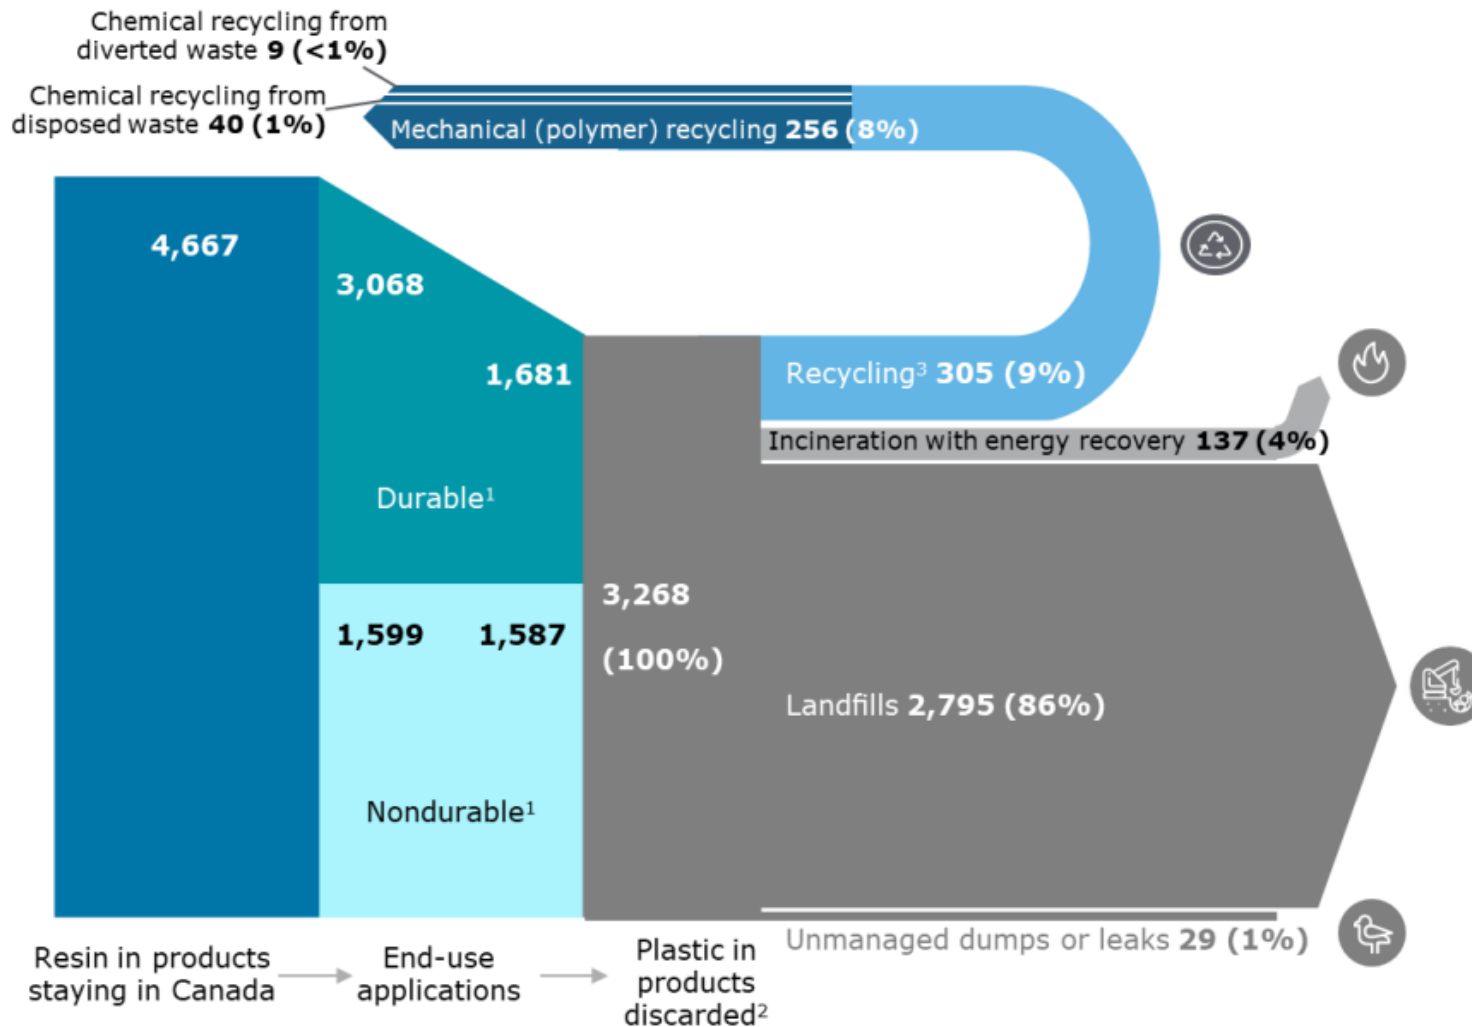 Chemical recycling from
diverted waste 9 (<1%)
Chemical recycling from
disposed waste 40 (1%)
Mechanical (polymer) recycling 256 (8%)
4,667
3,068
1,681
Durable¹
Recycling³ 305 (9%)
Incineration with energy recovery 137 (4%)
1,599 1,587
Nondurable¹
3,268
(100%)
Landfills 2,795 (86%)
Unmanaged dumps or leaks 29 (1%)
Resin in products
staying in Canada
End-use
applications
Plastic in
products
discarded²